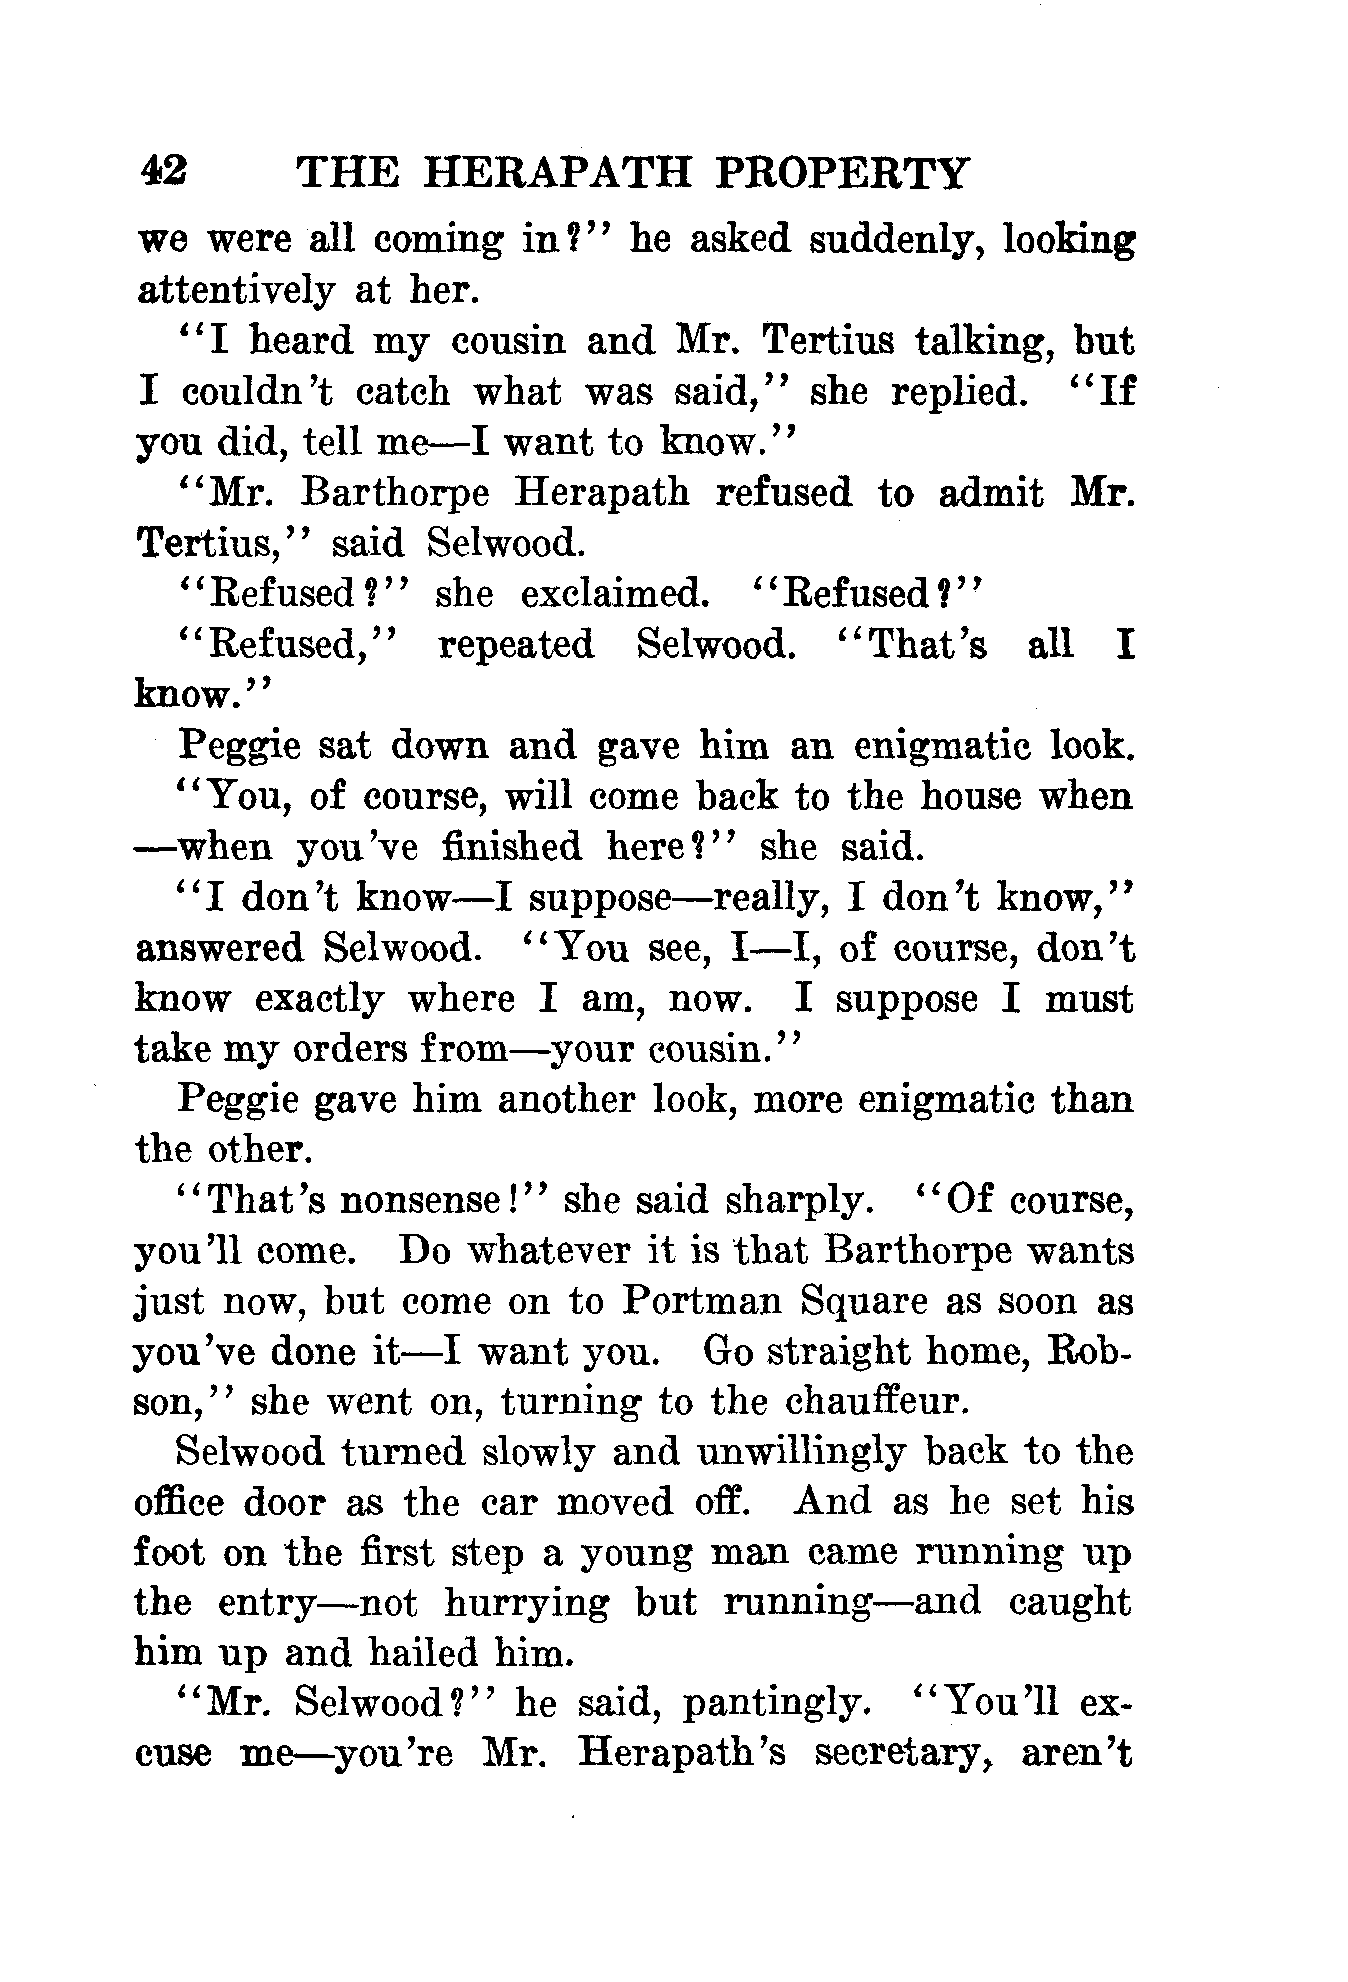 42 THE HERAPATH PROPERTY
we were all coming in?" he asked suddenly, looking
attentively at her.
"I heard my cousin and Mr. Tertius talking, but
I couldn't catch what was said," she replied. "If
you did, tell me—I want to know."
"Mr. Barthorpe Herapath refused to admit Mr.
Tertius," said Selwood.
"Refused?" she exclaimed. "Refused?"
"Refused," repeated Selwood. "That's all I
know."
Peggie sat down and gave him an enigmatic look.
"You, of course, will come back to the house when
—when you've finished here?" she said.
"I don't know—I suppose—really, I don't know,"
answered Selwood. "You see, I—I, of course, don't
know exactly where I am, now. I suppose I must
take my orders from—your cousin."
Peggie gave him another look, more enigmatic than
the other.
"That's nonsense!" she said sharply. "Of course,
you'll come. Do whatever it is that Barthorpe wants
just now, but come on to Portman Square as soon as
you've done it—I want you. Go straight home, Rob-
son," she went on, turning to the chauffeur.
Selwood turned slowly and unwillingly back to the
office door as the car moved off. And as he set his
foot on the first step a young man came running up
the entry—not hurrying but running—and caught
him up and hailed him.
"Mr. Selwood?" he said, pantingly. "You'll ex-
cuse me—you're Mr. Herapath's secretary, aren't